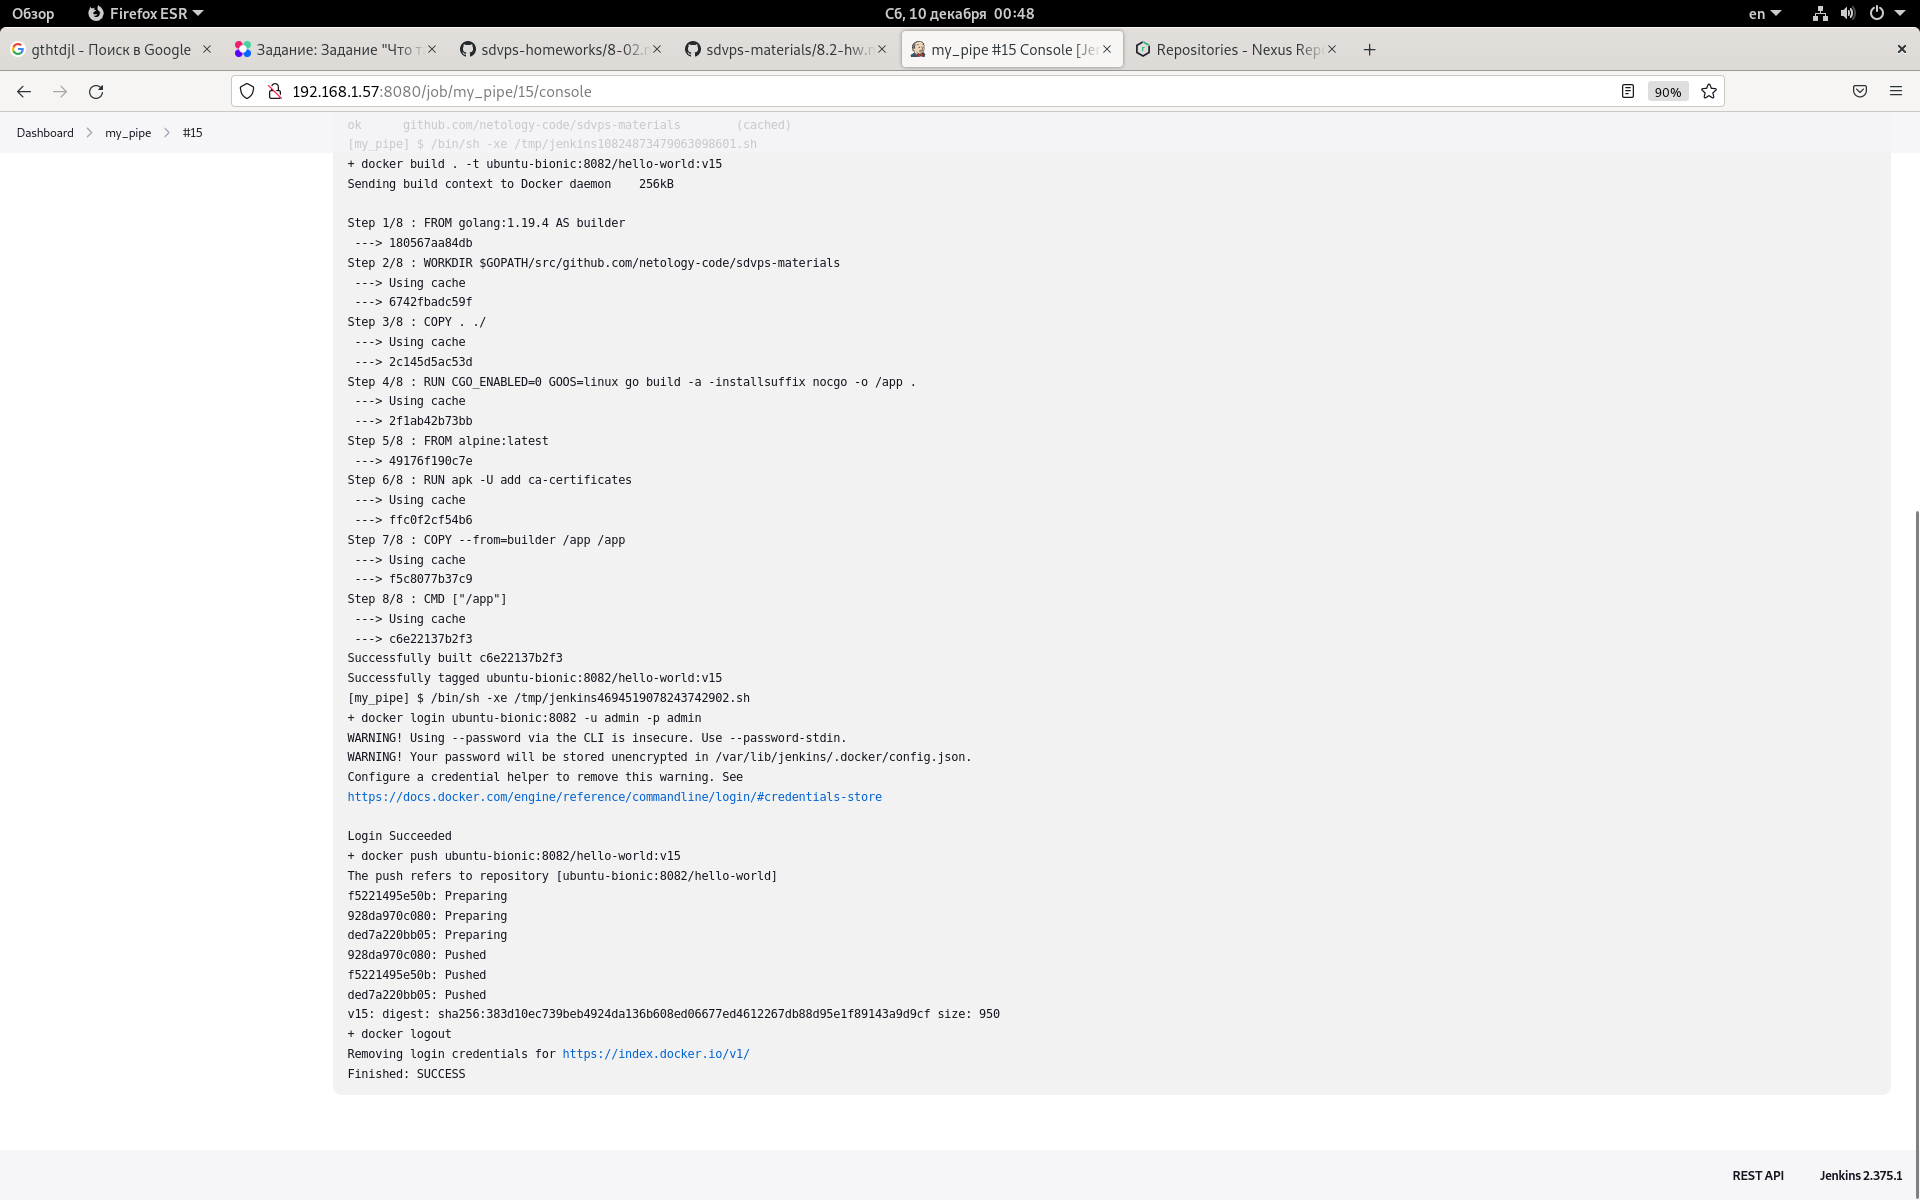 Обзор Firefox ESR Сб, 10 декабря 00:48 en
gthtdjl - Поиск в Google Задание: Задание "Что т sdvps-homeworks/8-02.m sdvps-materials/8.2-hw.m my_pipe #15 Console [Je Repositories - Nexus Rep
192.168.1.57:8080/job/my_pipe/15/console 90%
Dashboard my_pipe #15
ok github.com/netology-code/sdvps-materials (cached)
[my_pipe] $ /bin/sh -xe /tmp/jenkins10824873479063098601.sh
+ docker build . -t ubuntu-bionic:8082/hello-world:v15
Sending build context to Docker daemon 256kB
Step 1/8 : FROM golang:1.19.4 AS builder
---> 180567aa84db
Step 2/8 : WORKDIR $GOPATH/src/github.com/netology-code/sdvps-materials
---> Using cache
---> 6742fbadc59f
Step 3/8 : COPY . ./
---> Using cache
---> 2c145d5ac53d
Step 4/8 : RUN CGO_ENABLED=0 GOOS=linux go build -a -installsuffix nocgo -o /app .
---> Using cache
---> 2f1ab42b73bb
Step 5/8 : FROM alpine:latest
---> 49176f190c7e
Step 6/8 : RUN apk -U add ca-certificates
---> Using cache
---> ffc0f2cf54b6
Step 7/8 : COPY --from=builder /app /app
---> Using cache
---> f5c8077b37c9
Step 8/8 : CMD ["/app"]
---> Using cache
---> c6e22137b2f3
Successfully built c6e22137b2f3
Successfully tagged ubuntu-bionic:8082/hello-world:v15
[my_pipe] $ /bin/sh -xe /tmp/jenkins4694519078243742902.sh
+ docker login ubuntu-bionic:8082 -u admin -p admin
WARNING! Using --password via the CLI is insecure. Use --password-stdin.
WARNING! Your password will be stored unencrypted in /var/lib/jenkins/.docker/config.json.
Configure a credential helper to remove this warning. See
https://docs.docker.com/engine/reference/commandline/login/#credentials-store
Login Succeeded
+ docker push ubuntu-bionic:8082/hello-world:v15
The push refers to repository [ubuntu-bionic:8082/hello-world]
f5221495e50b: Preparing
928da970c080: Preparing
ded7a220bb05: Preparing
928da970c080: Pushed
f5221495e50b: Pushed
ded7a220bb05: Pushed
v15: digest: sha256:383d10ec739beb4924da136b608ed06677ed4612267db88d95e1f89143a9d9cf size: 950
+ docker logout
Removing login credentials for https://index.docker.io/v1/
Finished: SUCCESS
REST API Jenkins 2.375.1